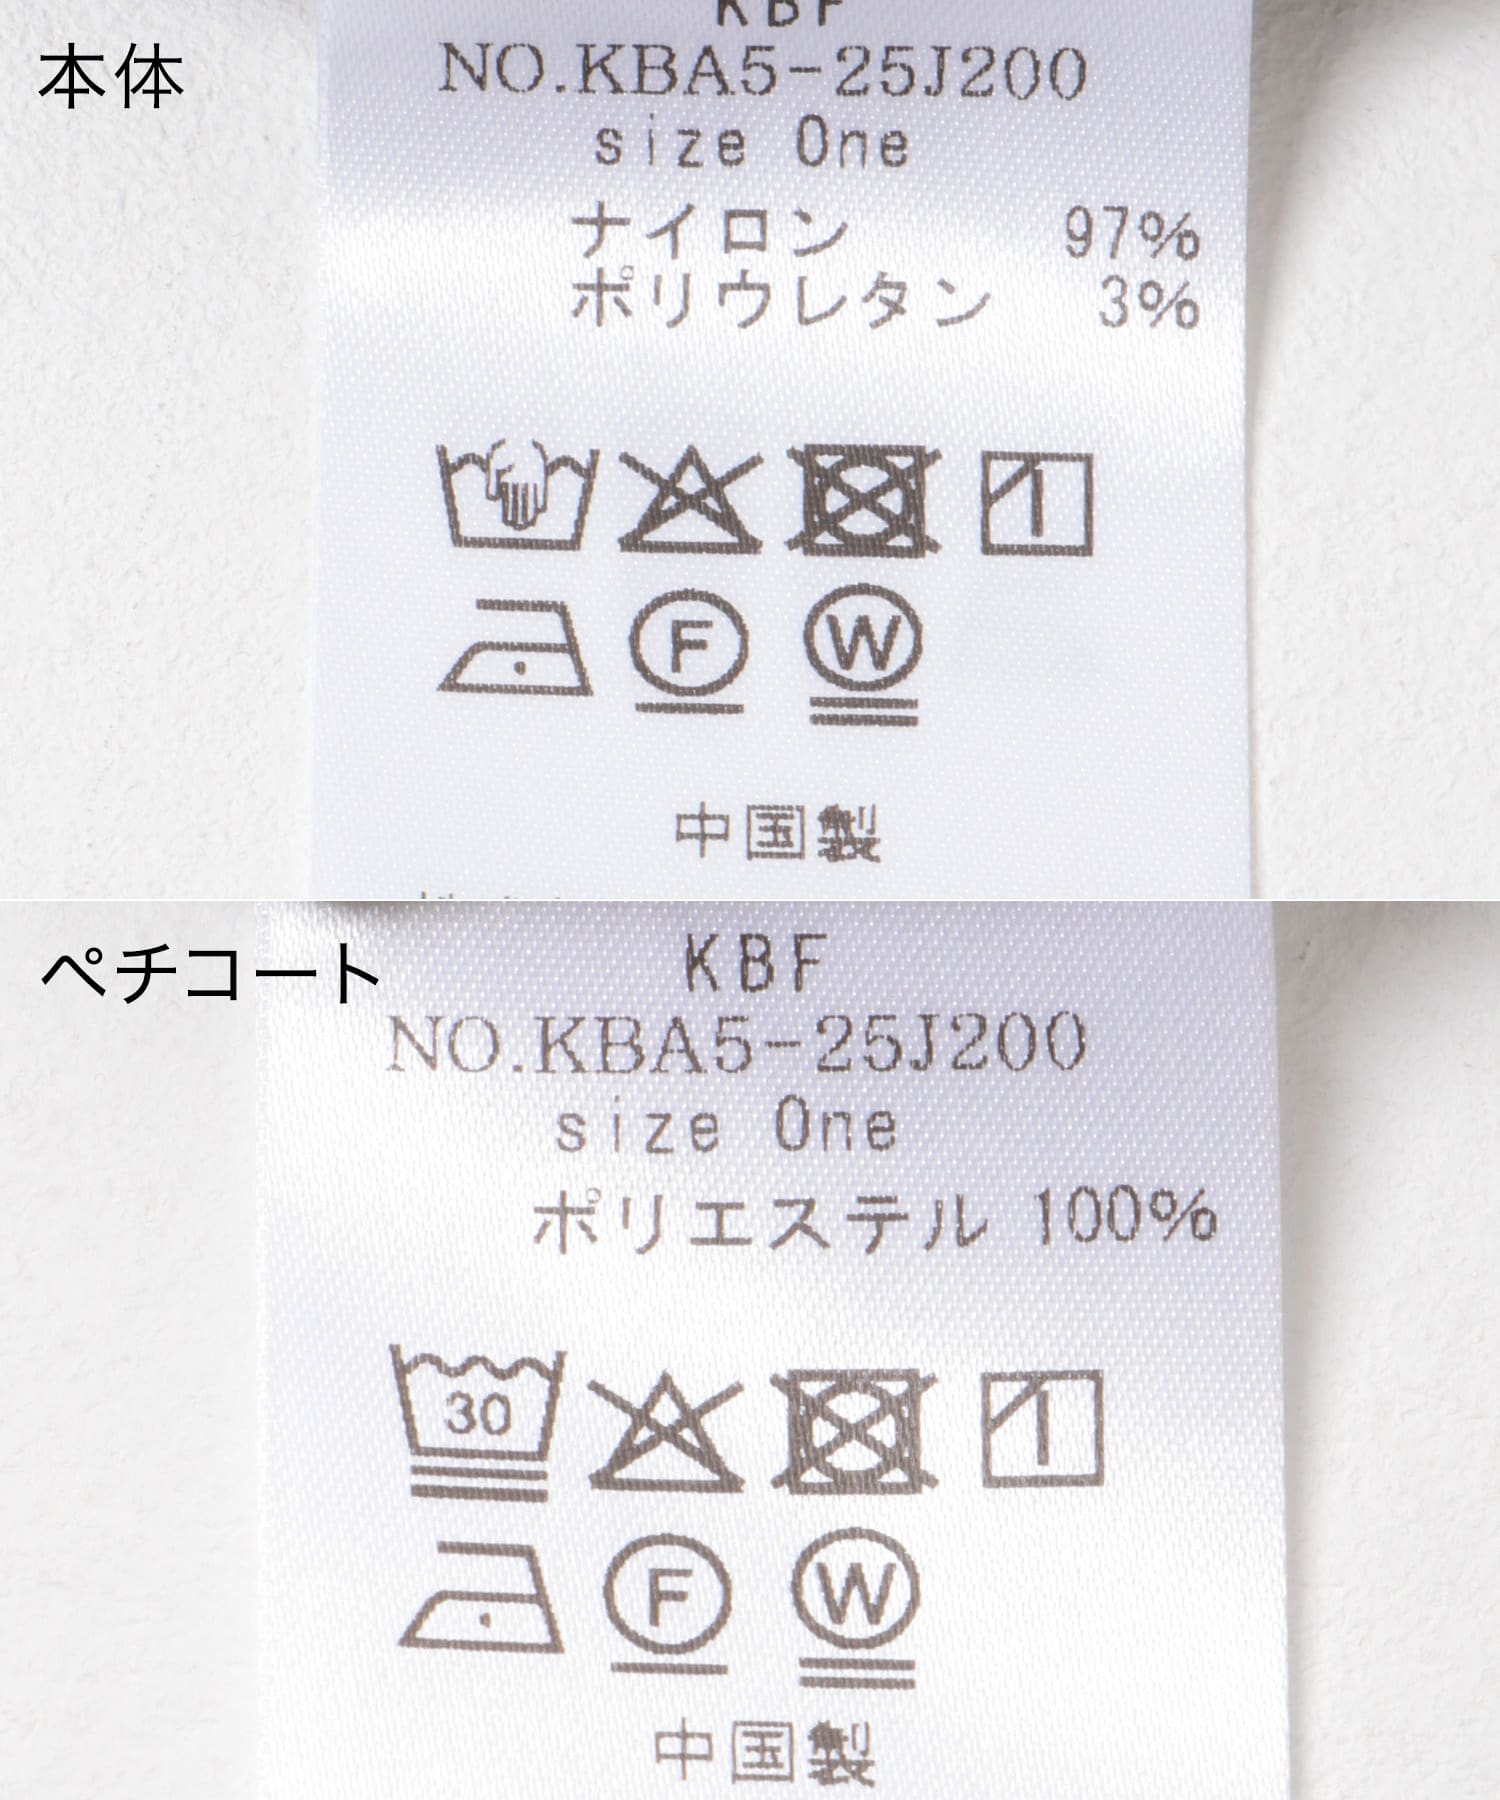 本体
KBF
NO.KBA5-25J200
size One
ナイロン 97%
ポリウレタン 3%
F W
中国製
ペチコート
KBF
NO.KBA5-25J200
size One
ポリエステル 100%
30
F W
中国製